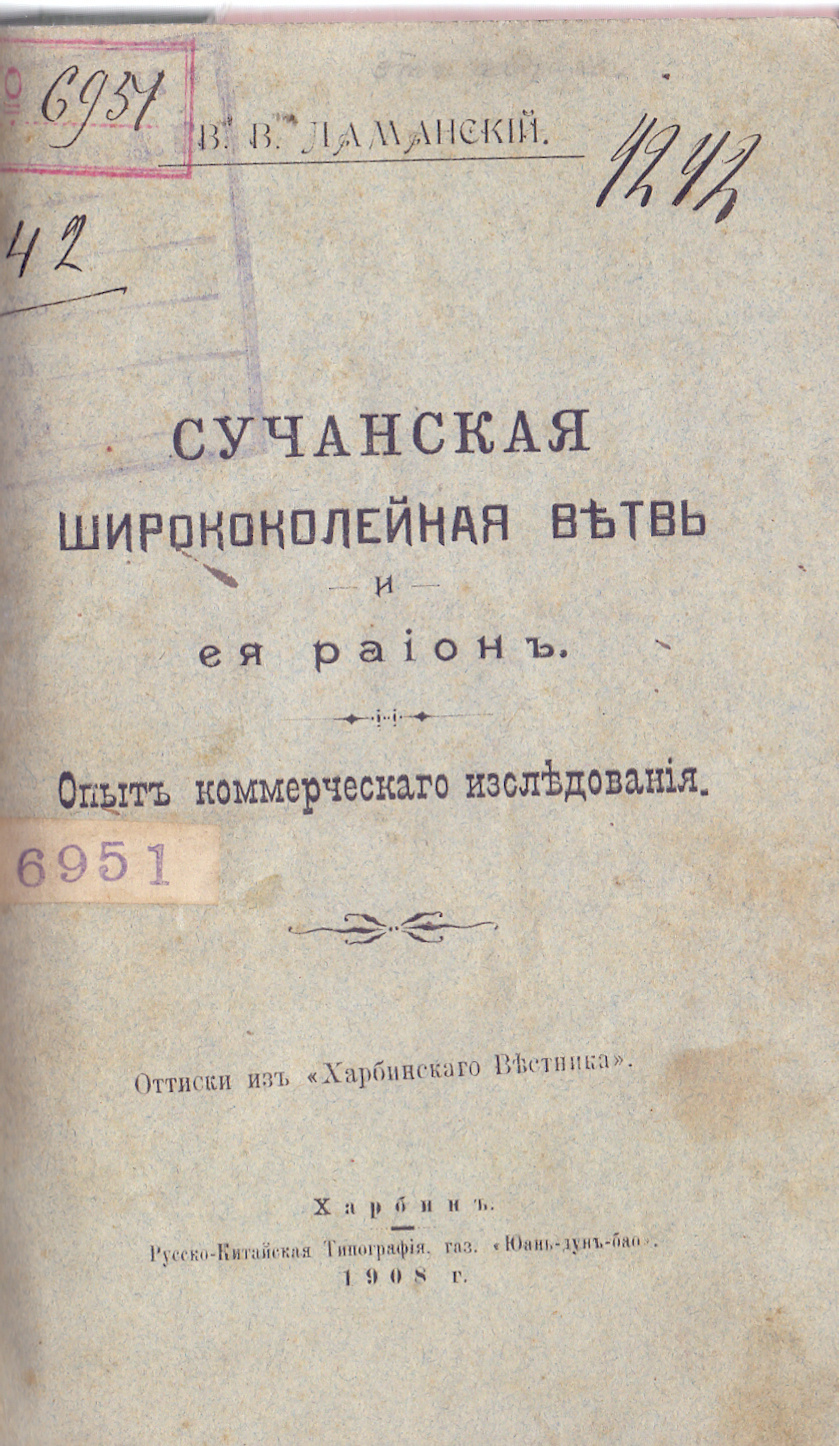 6951
В. В. ЛАМАНСКІЙ.
4242
42
СУЧАНСКАЯ
ШИРОКОКОЛЕЙНАЯ ВѢТВЬ
— и —
ея раіонъ.
Опытъ коммерческаго изслѣдованія.
6951
Оттиски изъ «Харбинскаго Вѣстника».
Харбинъ.
Русско-Китайская Типографія, газ. «Юань-дунъ-бао».
1908 г.